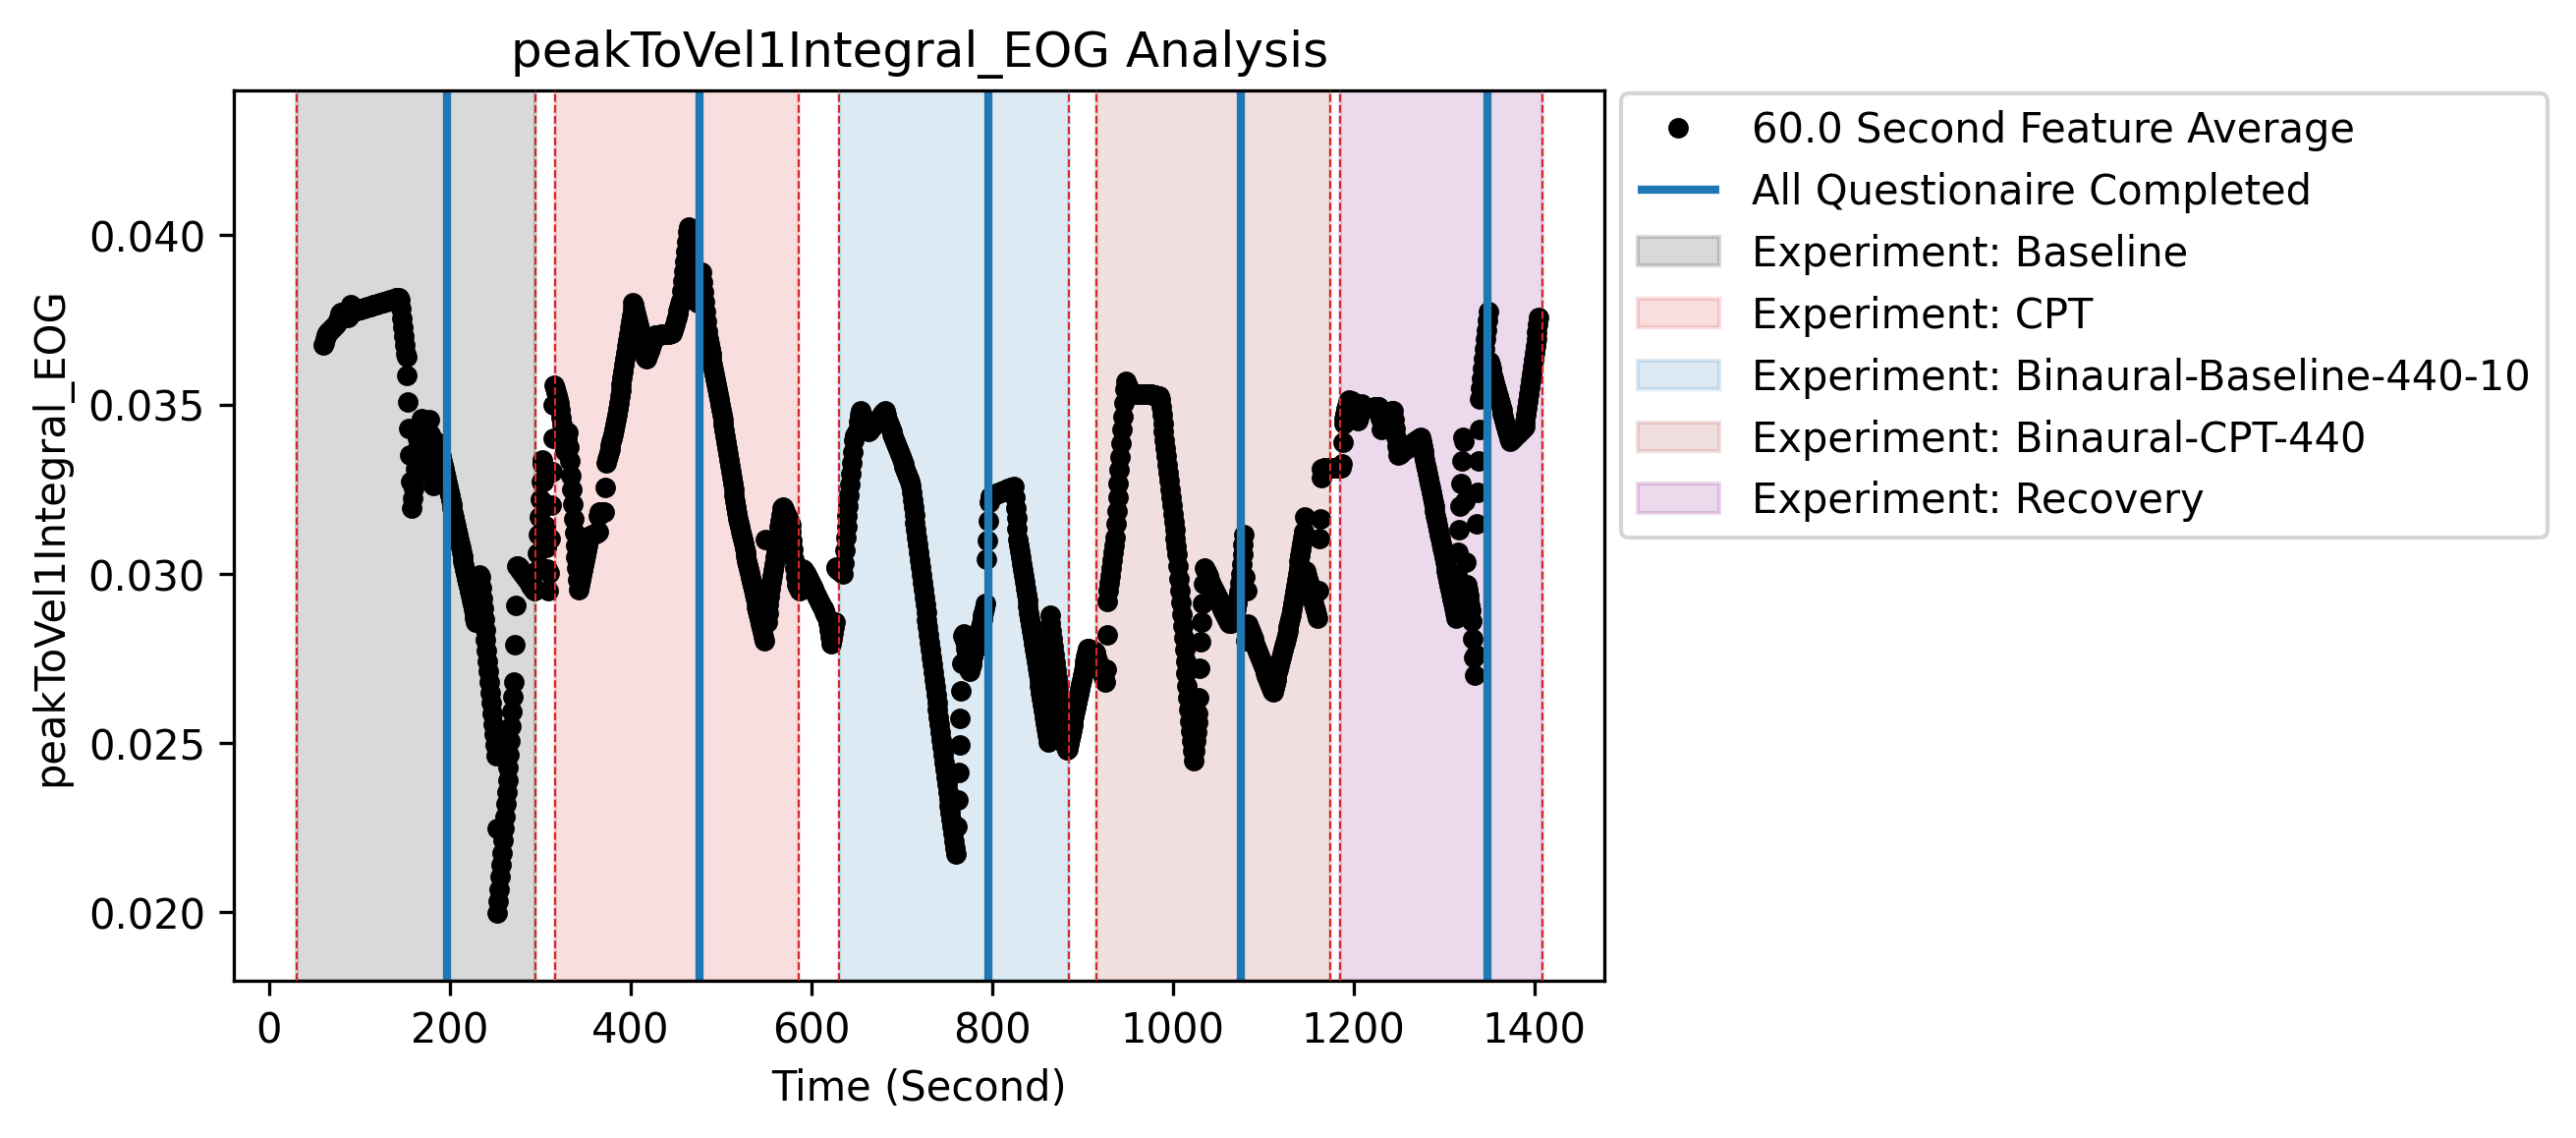 peakToVel1Integral_EOG Analysis
peakToVel1Integral_EOG
0.040
0.035
0.030
0.025
0.020
0 200 400 600 800 1000 1200 1400
Time (Second)
60.0 Second Feature Average
All Questionaire Completed
Experiment: Baseline
Experiment: CPT
Experiment: Binaural-Baseline-440-10
Experiment: Binaural-CPT-440
Experiment: Recovery